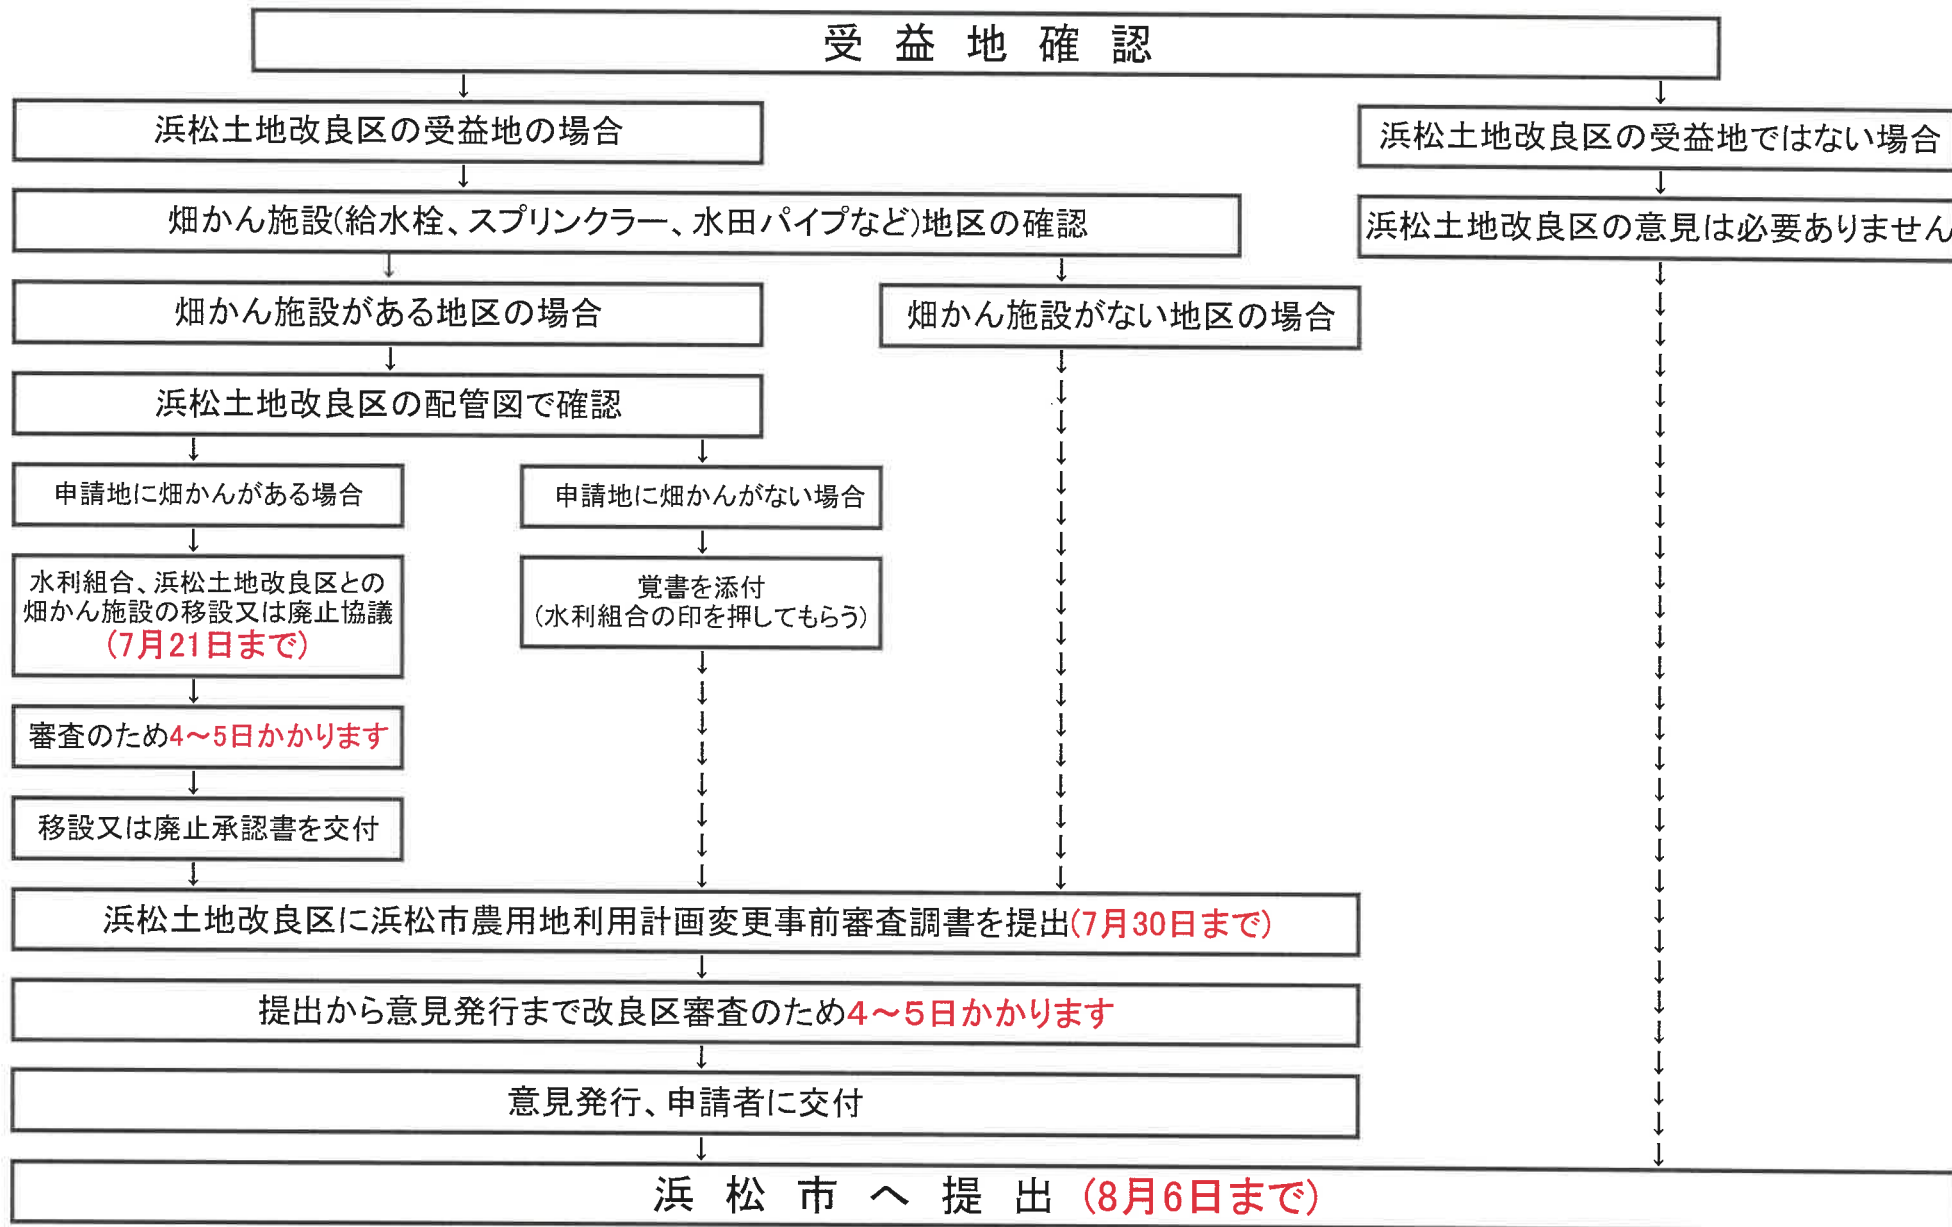 受益地確認
浜松土地改良区の受益地の場合
浜松土地改良区の受益地ではない場合
畑かん施設(給水栓、スプリンクラー、水田パイプなど)地区の確認
浜松土地改良区の意見は必要ありません
畑かん施設がある地区の場合
畑かん施設がない地区の場合
浜松土地改良区の配管図で確認
申請地に畑かんがある場合
申請地に畑かんがない場合
水利組合、浜松土地改良区との
畑かん施設の移設又は廃止協議
(7月21日まで)
覚書を添付
(水利組合の印を押してもらう)
審査のため4~5日かかります
移設又は廃止承認書を交付
浜松土地改良区に浜松市農用地利用計画変更事前審査調書を提出(7月30日まで)
提出から意見発行まで改良区審査のため4~5日かかります
意見発行、申請者に交付
浜松市へ提出(8月6日まで)